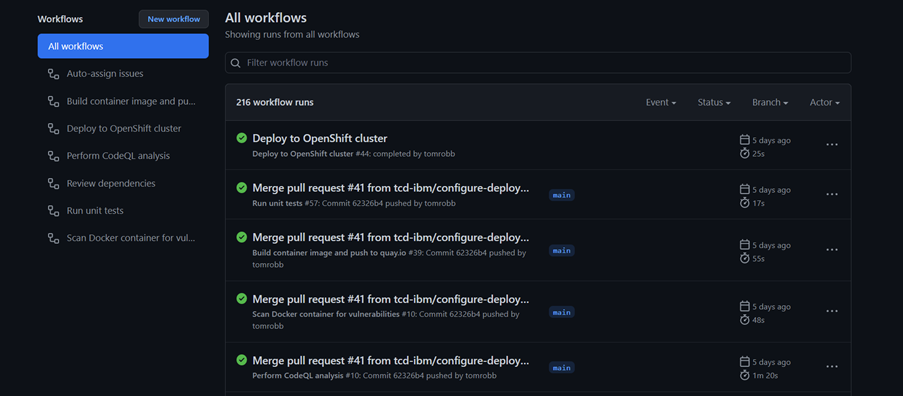 Workflows
New workflow
All workflows
Auto-assign issues
Build container image and pu...
Deploy to OpenShift cluster
Perform CodeQL analysis
Review dependencies
Run unit tests
Scan Docker container for vul...
All workflows
Showing runs from all workflows
Filter workflow runs
216 workflow runs
Event
Status
Branch
Actor
Deploy to OpenShift cluster
Deploy to OpenShift cluster #44: completed by tomrobb
5 days ago
25s
Merge pull request #41 from tcd-ibm/configure-deploy...
Run unit tests #57: Commit 62326b4 pushed by tomrobb
main
5 days ago
17s
Merge pull request #41 from tcd-ibm/configure-deploy...
Build container image and push to quay.io #39: Commit 62326b4 pushed by
tomrobb
main
5 days ago
55s
Merge pull request #41 from tcd-ibm/configure-deploy...
Scan Docker container for vulnerabilities #10: Commit 62326b4 pushed by
tomrobb
main
5 days ago
48s
Merge pull request #41 from tcd-ibm/configure-deploy...
Perform CodeQL analysis #10: Commit 62326b4 pushed by tomrobb
main
5 days ago
1m 20s